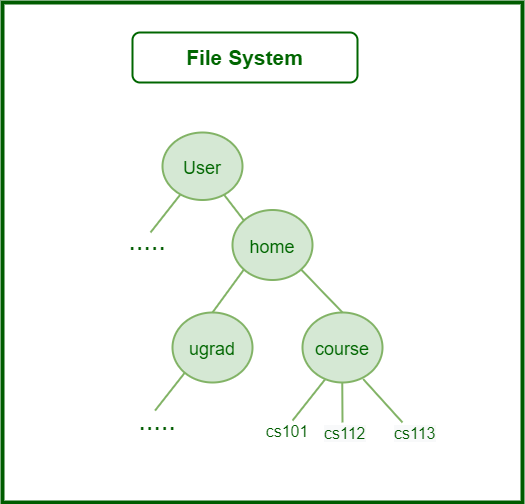 File System
User
.....
home
ugrad
course
.....
cs101
cs112
cs113